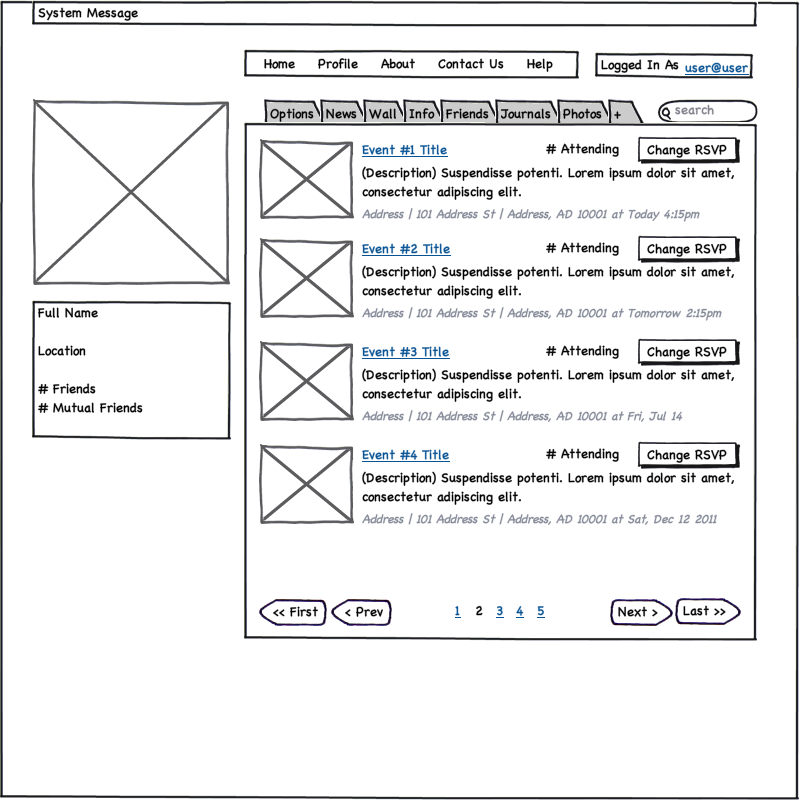 System Message
Home Profile About Contact Us Help
Logged In As user@user
Options News Wall Info Friends Journals Photos +
search
Event #1 Title # Attending Change RSVP
(Description) Suspendisse potenti. Lorem ipsum dolor sit amet,
consectetur adipiscing elit.
Address | 101 Address St | Address, AD 10001 at Today 4:15pm
Event #2 Title # Attending Change RSVP
(Description) Suspendisse potenti. Lorem ipsum dolor sit amet,
consectetur adipiscing elit.
Address | 101 Address St | Address, AD 10001 at Tomorrow 2:15pm
Event #3 Title # Attending Change RSVP
(Description) Suspendisse potenti. Lorem ipsum dolor sit amet,
consectetur adipiscing elit.
Address | 101 Address St | Address, AD 10001 at Fri, Jul 14
Event #4 Title # Attending Change RSVP
(Description) Suspendisse potenti. Lorem ipsum dolor sit amet,
consectetur adipiscing elit.
Address | 101 Address St | Address, AD 10001 at Sat, Dec 12 2011
<< First < Prev 1 2 3 4 5 Next > Last >>
Full Name
Location
# Friends
# Mutual Friends